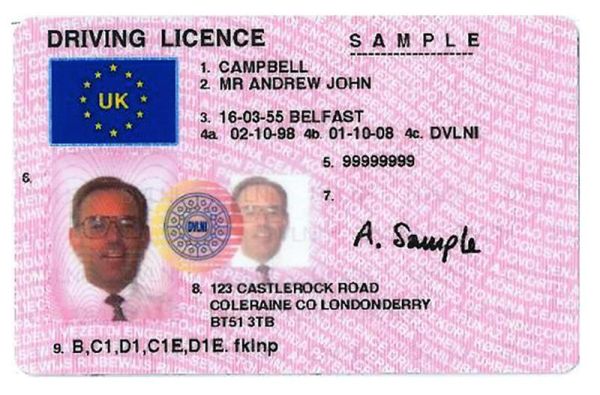 DRIVING LICENCE SAMPLE
UK
1. CAMPBELL
2. MR ANDREW JOHN
3. 16-03-55 BELFAST
4a. 02-10-98 4b. 01-10-08 4c. DVLNI
5. 99999999
6.
7.
DVLNI
A. Sample
8. 123 CASTLEROCK ROAD
COLERAINE CO LONDONDERRY
BT51 3TB
9. B,C1,D1,C1E,D1E. fklnp